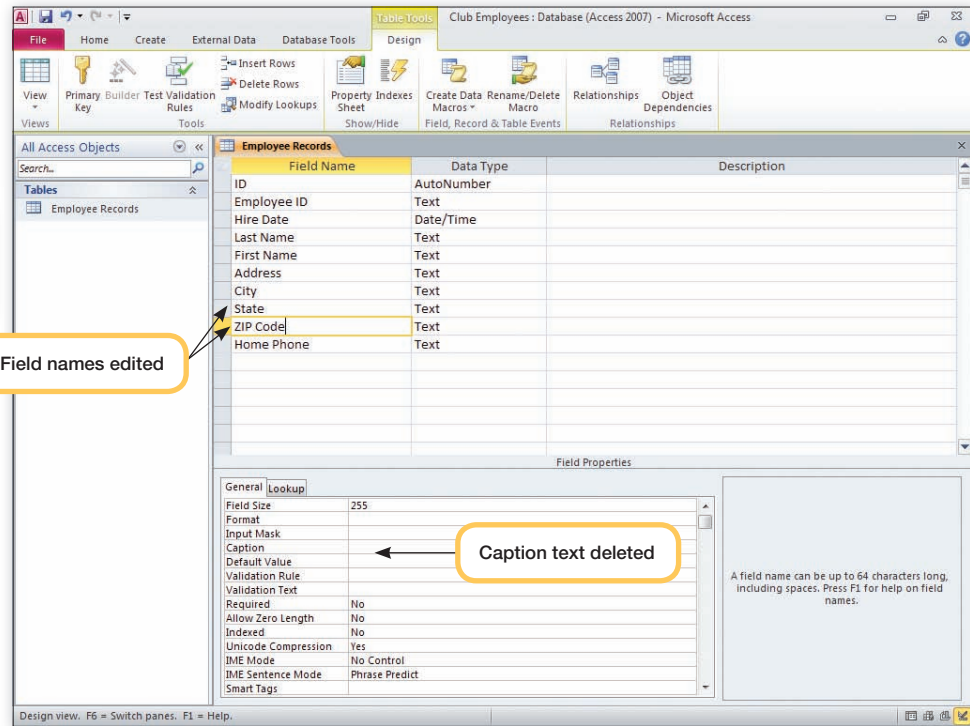 Table Tools
Club Employees : Database (Access 2007) - Microsoft Access
File Home Create External Data Database Tools Design
View
Primary Key
Builder
Test Validation Rules
Insert Rows
Delete Rows
Modify Lookups
Property Sheet
Indexes
Create Data Macros
Rename/Delete Macro
Relationships
Object Dependencies
Views Tools Show/Hide Field, Record & Table Events Relationships
All Access Objects
Search...
Tables
Employee Records
Employee Records
Field Name Data Type Description
ID AutoNumber
Employee ID Text
Hire Date Date/Time
Last Name Text
First Name Text
Address Text
City Text
State Text
ZIP Code Text
Home Phone Text
Field names edited
Field Properties
General Lookup
Field Size 255
Format
Input Mask
Caption
Default Value
Validation Rule
Validation Text
Required No
Allow Zero Length No
Indexed No
Unicode Compression Yes
IME Mode No Control
IME Sentence Mode Phrase Predict
Smart Tags
Caption text deleted
A field name can be up to 64 characters long,
including spaces. Press F1 for help on field
names.
Design view. F6 = Switch panes. F1 = Help.